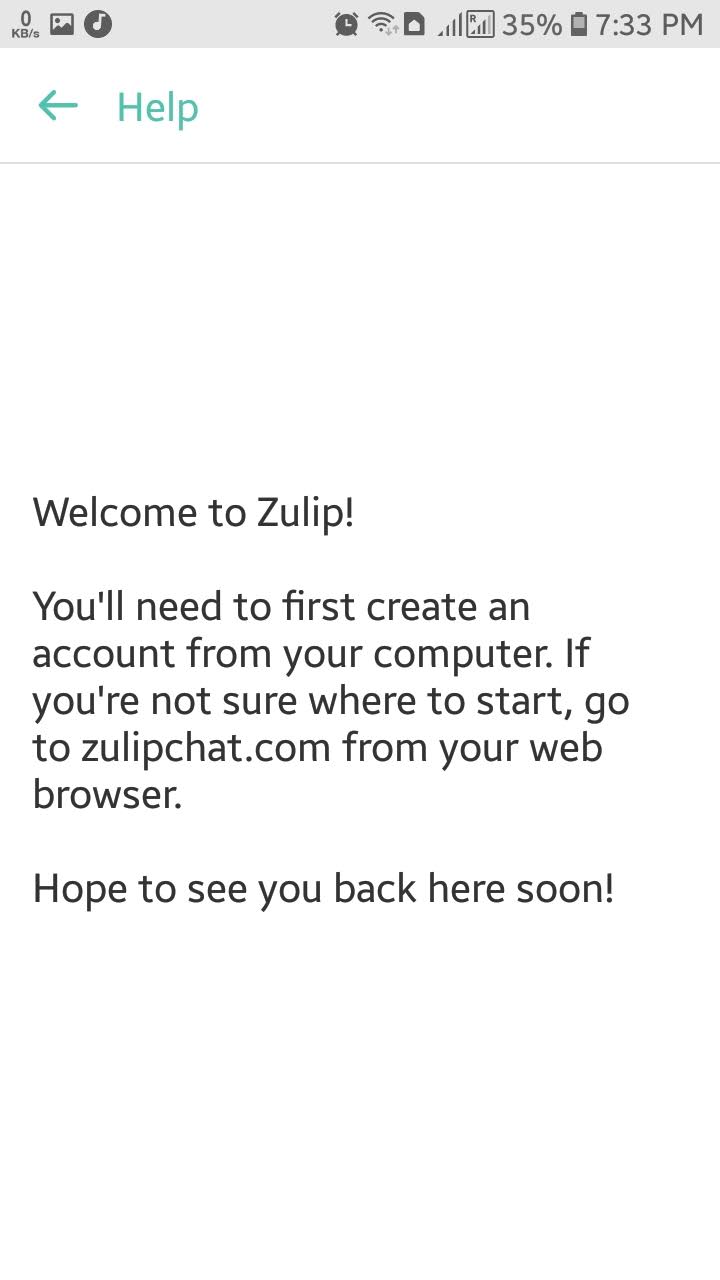 0
KB/s
R
35%
7:33 PM
Help
Welcome to Zulip!
You'll need to first create an
account from your computer. If
you're not sure where to start, go
to zulipchat.com from your web
browser.
Hope to see you back here soon!